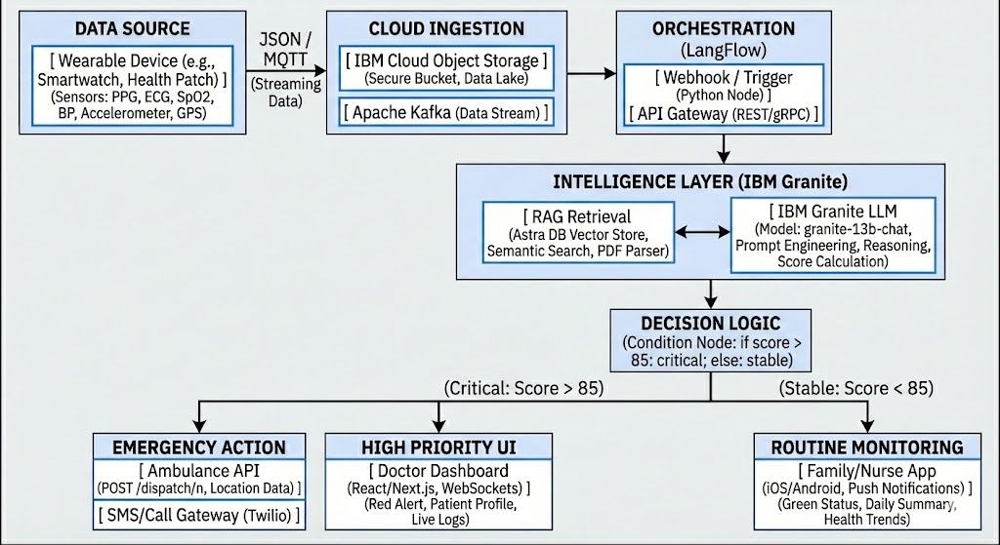 DATA SOURCE
[ Wearable Device (e.g.,
Smartwatch, Health Patch) ]
(Sensors: PPG, ECG, SpO2,
BP, Accelerometer, GPS)
JSON /
MQTT
(Streaming
Data)
CLOUD INGESTION
[ IBM Cloud Object Storage ]
(Secure Bucket, Data Lake)
[ Apache Kafka (Data Stream) ]
ORCHESTRATION
(LangFlow)
[ Webhook / Trigger
(Python Node) ]
[ API Gateway (REST/gRPC) ]
INTELLIGENCE LAYER (IBM Granite)
[ RAG Retrieval
(Astra DB Vector Store,
Semantic Search, PDF Parser)
[ IBM Granite LLM
(Model: granite-13b-chat,
Prompt Engineering, Reasoning,
Score Calculation)
DECISION LOGIC
(Condition Node: if score >
85: critical; else: stable)
(Critical: Score > 85)
(Stable: Score < 85)
EMERGENCY ACTION
[ Ambulance API
(POST /dispatch/n, Location Data) ]
[ SMS/Call Gateway (Twilio) ]
HIGH PRIORITY UI
[ Doctor Dashboard
(React/Next.js, WebSockets) ]
(Red Alert, Patient Profile,
Live Logs)
ROUTINE MONITORING
[ Family/Nurse App
(iOS/Android, Push Notifications) ]
(Green Status, Daily Summary,
Health Trends)